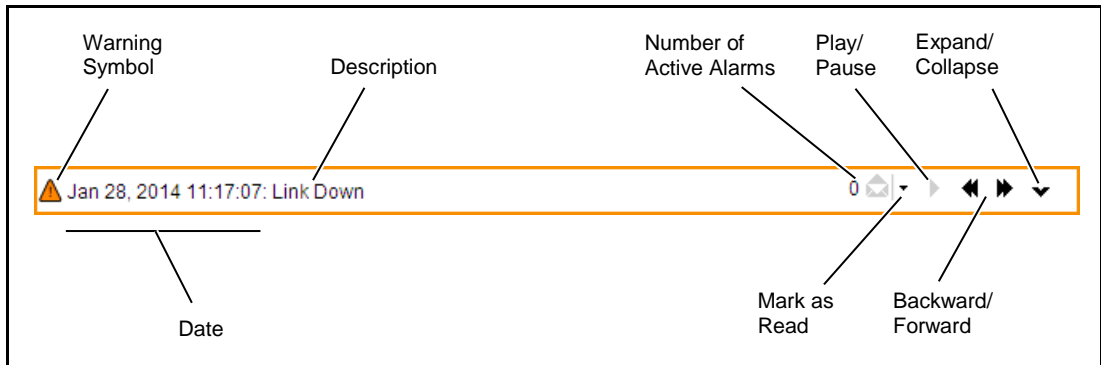 Warning
Symbol
Description
Number of
Active Alarms
Play/
Pause
Expand/
Collapse
Jan 28, 2014 11:17:07: Link Down
0
Date
Mark as
Read
Backward/
Forward